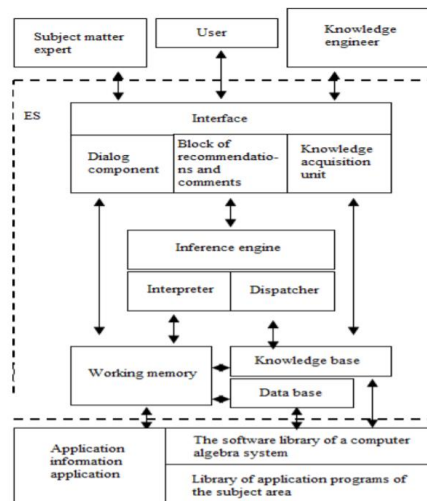 Subject matter
expert
User
Knowledge
engineer
ES
Interface
Dialog
component
Block of
recommendatio-
ns and
comments
Knowledge
acquisition
unit
Inference engine
Interpreter
Dispatcher
Working memory
Knowledge base
Data base
Application
information
application
The software library of a computer
algebra system
Library of application programs of
the subject area